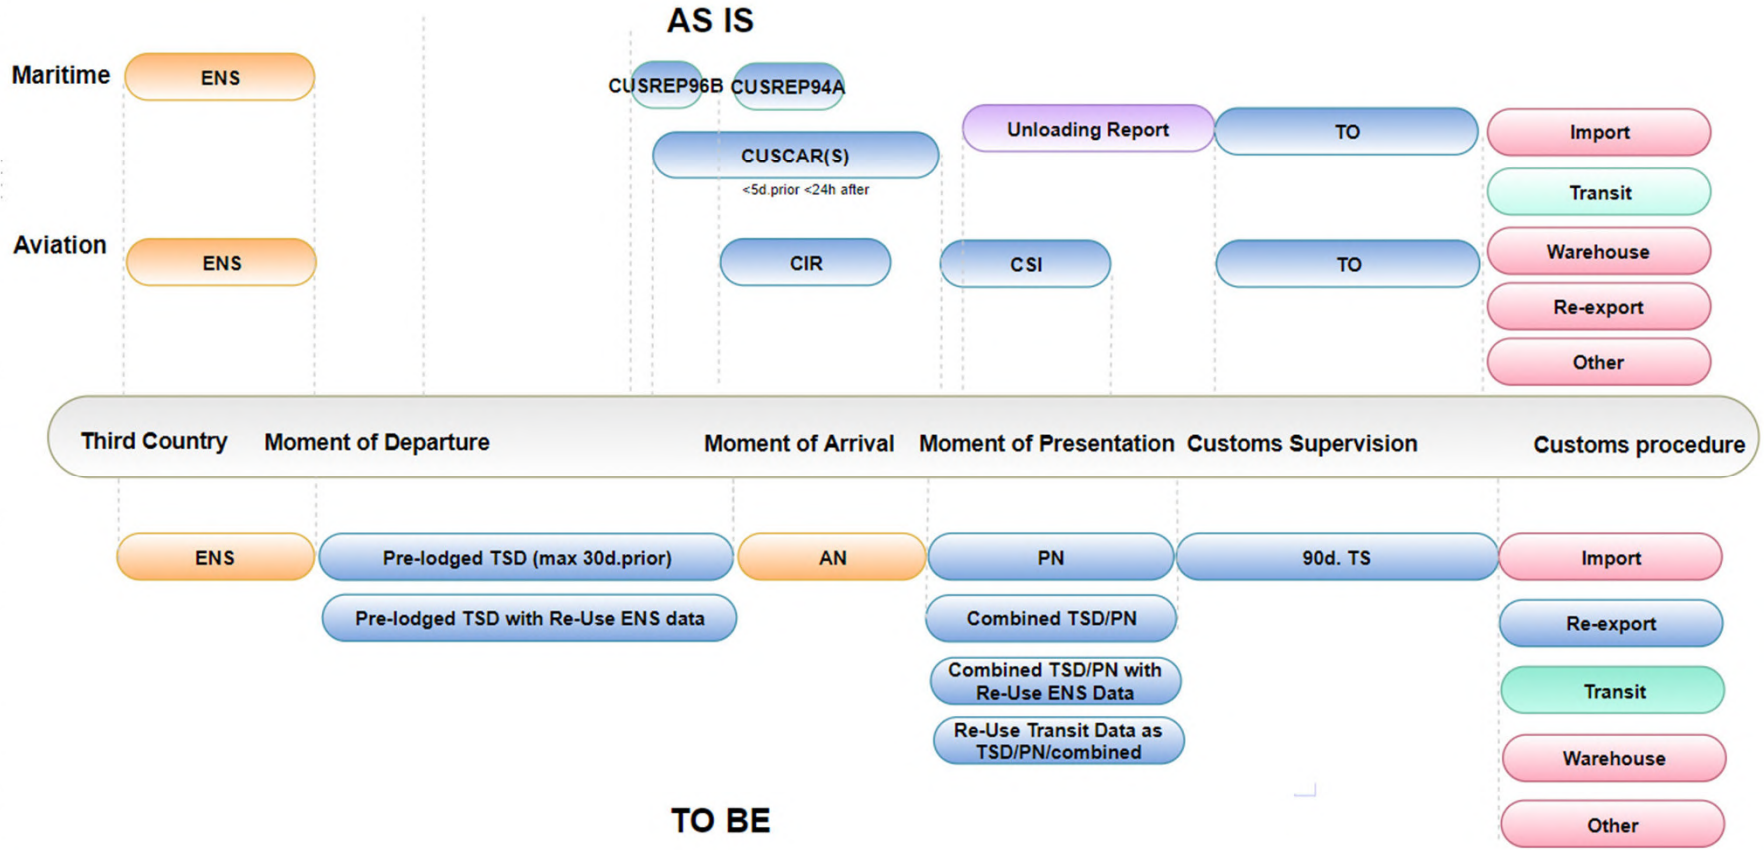 AS IS
Maritime
ENS
CUSREP96B
CUSREP94A
Unloading Report
TO
Import
CUSCAR(S)
<5d.prior <24h after
Transit
Aviation
ENS
CIR
CSI
TO
Warehouse
Re-export
Other
Third Country
Moment of Departure
Moment of Arrival
Moment of Presentation
Customs Supervision
Customs procedure
ENS
Pre-lodged TSD (max 30d.prior)
AN
PN
90d. TS
Import
Pre-lodged TSD with Re-Use ENS data
Combined TSD/PN
Re-export
Combined TSD/PN with
Re-Use ENS Data
Transit
Re-Use Transit Data as
TSD/PN/combined
Warehouse
Other
TO BE